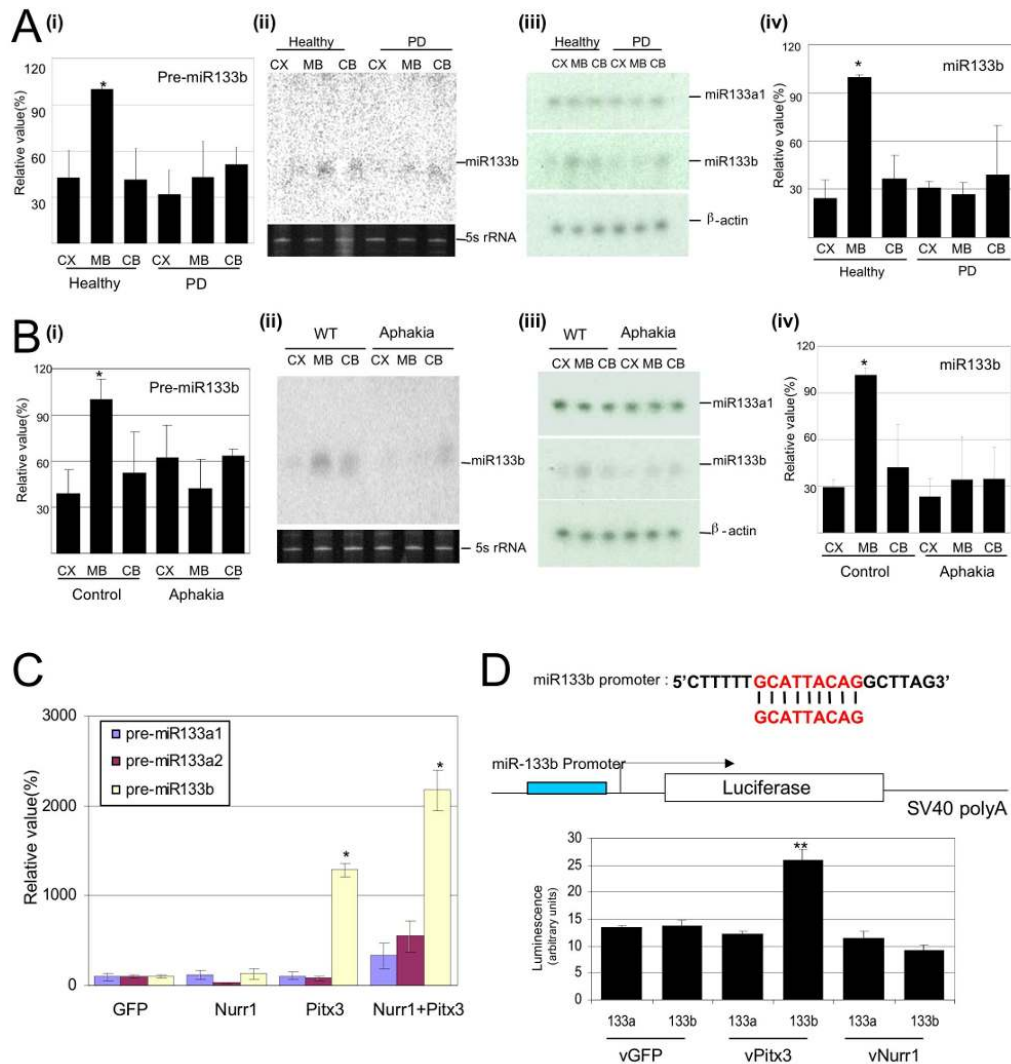 A
(i)
Pre-miR133b
Relative value(%)
120
90
60
30
*
CX MB CB CX MB CB
Healthy PD
(ii)
Healthy PD
CX MB CB CX MB CB
miR133b
5s rRNA
(iii)
Healthy PD
CX MB CB CX MB CB
miR133a1
miR133b
β-actin
(iv)
miR133b
Relative value(%)
120
90
60
30
*
CX MB CB CX MB CB
Healthy PD
B
(i)
Pre-miR133b
Relative value(%)
120
90
60
30
*
CX MB CB CX MB CB
Control Aphakia
(ii)
WT Aphakia
CX MB CB CX MB CB
miR133b
5s rRNA
(iii)
WT Aphakia
CX MB CB CX MB CB
miR133a1
miR133b
β-actin
(iv)
miR133b
Relative value(%)
120
90
60
30
*
CX MB CB CX MB CB
Control Aphakia
C
Relative value(%)
3000
2000
1000
0
pre-miR133a1
pre-miR133a2
pre-miR133b
*
*
GFP Nurr1 Pitx3 Nurr1+Pitx3
D
miR133b promoter : 5'CTTTTTGCATTACAGGCTTAG3'
GCATTACAG
miR-133b Promoter
Luciferase
SV40 polyA
Luminescence
(arbitrary units)
30
25
20
15
10
5
0
**
133a 133b 133a 133b 133a 133b
vGFP vPitx3 vNurr1